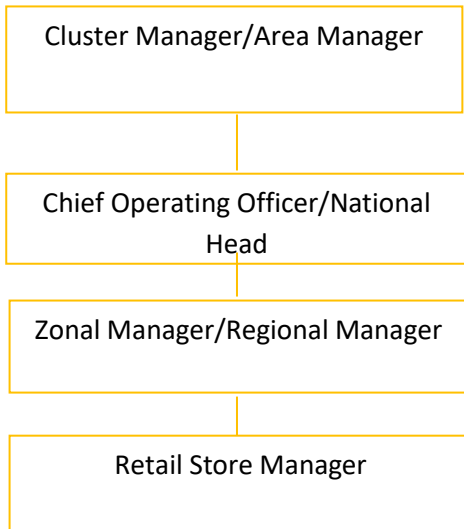 Cluster Manager/Area Manager
Chief Operating Officer/National
Head
Zonal Manager/Regional Manager
Retail Store Manager